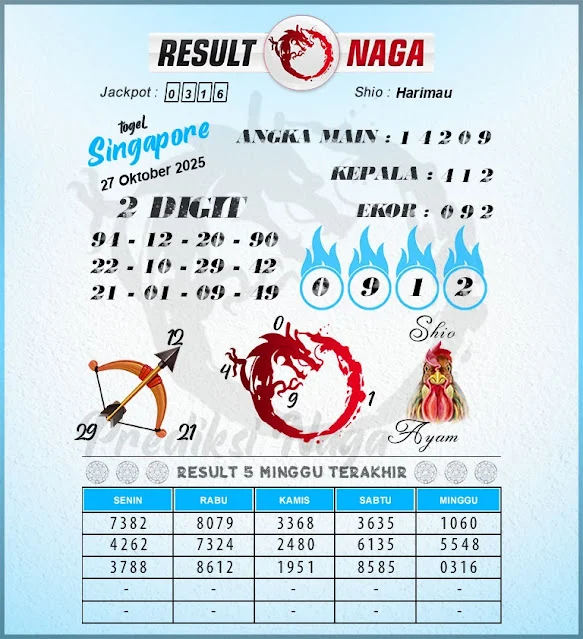 RESULT NAGA
Jackpot : 0316
Shio : Harimau
togel
Singapore
27 Oktober 2025
ANGKA MAIN : 1 4 2 0 9
KEPALA : 4 1 2
EKOR : 0 9 2
2 DIGIT
94 - 12 - 20 - 90
22 - 10 - 29 - 42
21 - 01 - 09 - 49
0 9 1 2
12
29
21
0
4
9
1
Shio
Ayam
Prediksi Naga
RESULT 5 MINGGU TERAKHIR
SENIN RABU KAMIS SABTU MINGGU
7382 8079 3368 3635 1060
4262 7324 2480 6135 5548
3788 8612 1951 8585 0316
- - - - -
- - - - -